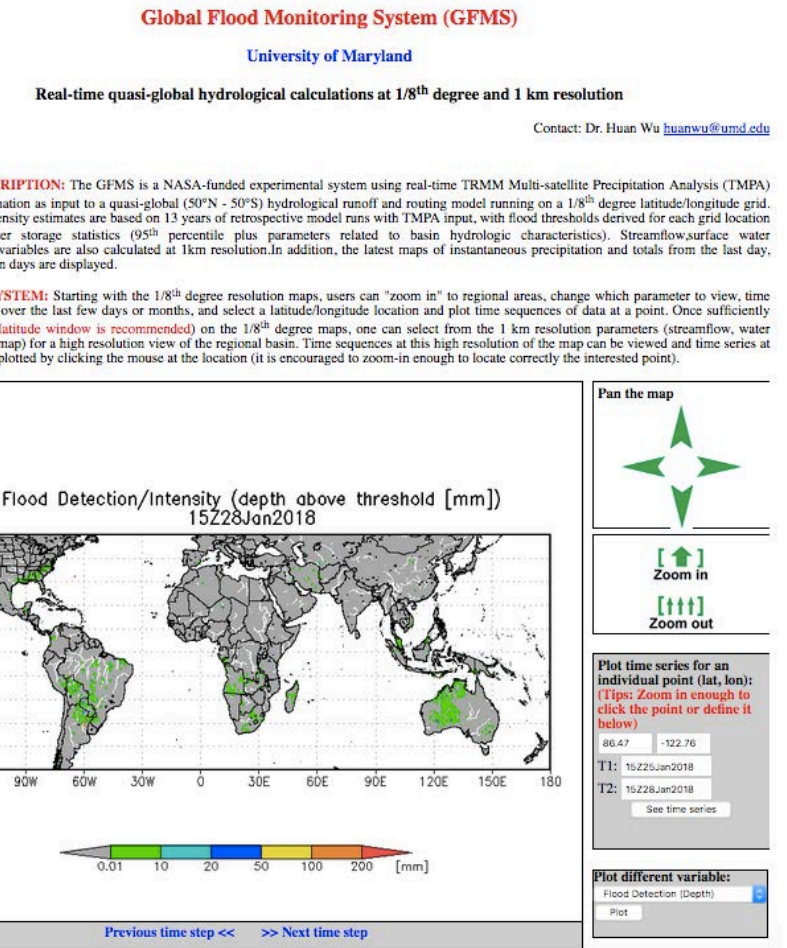 Global Flood Monitoring System (GFMS)
University of Maryland
Real-time quasi-global hydrological calculations at 1/8th degree and 1 km resolution
Contact: Dr. Huan Wu huanwu@umd.edu
RIPTION: The GFMS is a NASA-funded experimental system using real-time TRMM Multi-satellite Precipitation Analysis (TMPA)
nation as input to a quasi-global (50°N - 50°S) hydrological runoff and routing model running on a 1/8th degree latitude/longitude grid.
ensity estimates are based on 13 years of retrospective model runs with TMPA input, with flood thresholds derived for each grid location
er storage statistics (95th percentile plus parameters related to basin hydrologic characteristics). Streamflow,surface water
variables are also calculated at 1km resolution.In addition, the latest maps of instantaneous precipitation and totals from the last day,
n days are displayed.
YSTEM: Starting with the 1/8th degree resolution maps, users can "zoom in" to regional areas, change which parameter to view, time
over the last few days or months, and select a latitude/longitude location and plot time sequences of data at a point. Once sufficiently
latitude window is recommended) on the 1/8th degree maps, one can select from the 1 km resolution parameters (streamflow, water
map) for a high resolution view of the regional basin. Time sequences at this high resolution of the map can be viewed and time series at
plotted by clicking the mouse at the location (it is encouraged to zoom-in enough to locate correctly the interested point).
Flood Detection/Intensity (depth above threshold [mm])
15Z28Jan2018
90W 60W 30W 0 30E 60E 90E 120E 150E 180
0.01 10 20 50 100 200 [mm]
Previous time step << >> Next time step
Pan the map
[ ]
Zoom in
[ ]
Zoom out
Plot time series for an
individual point (lat, lon):
(Tips: Zoom in enough to
click the point or define it
below)
86.47 -122.76
T1: 15Z25Jan2018
T2: 15Z28Jan2018
See time series
Plot different variable:
Flood Detection (Depth)
Plot